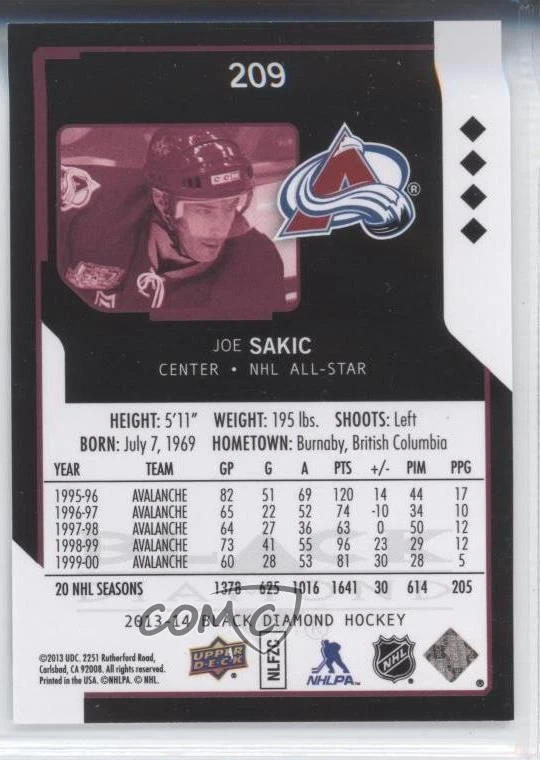 209
®
JOE SAKIC
CENTER • NHL ALL-STAR
HEIGHT: 5'11" WEIGHT: 195 lbs. SHOOTS: Left
BORN: July 7, 1969 HOMETOWN: Burnaby, British Columbia
YEAR TEAM GP G A PTS +/- PIM PPG
1995-96 AVALANCHE 82 51 69 120 14 44 17
1996-97 AVALANCHE 65 22 52 74 -10 34 10
1997-98 AVALANCHE 64 27 36 63 0 50 12
1998-99 AVALANCHE 73 41 55 96 23 29 12
1999-00 AVALANCHE 60 28 53 81 30 28 5
BLACK
DIAMOND
20 NHL SEASONS 1378 625 1016 1641 30 614 205
COMC®
2013-14 BLACK DIAMOND HOCKEY
©2013 UDC. 2251 Rutherford Road,
Carlsbad, CA 92008. All rights reserved.
Printed in the USA. ©NHLPA. © NHL.
UPPER DECK ®
NLFZC
NHLPA
NHL ®
®